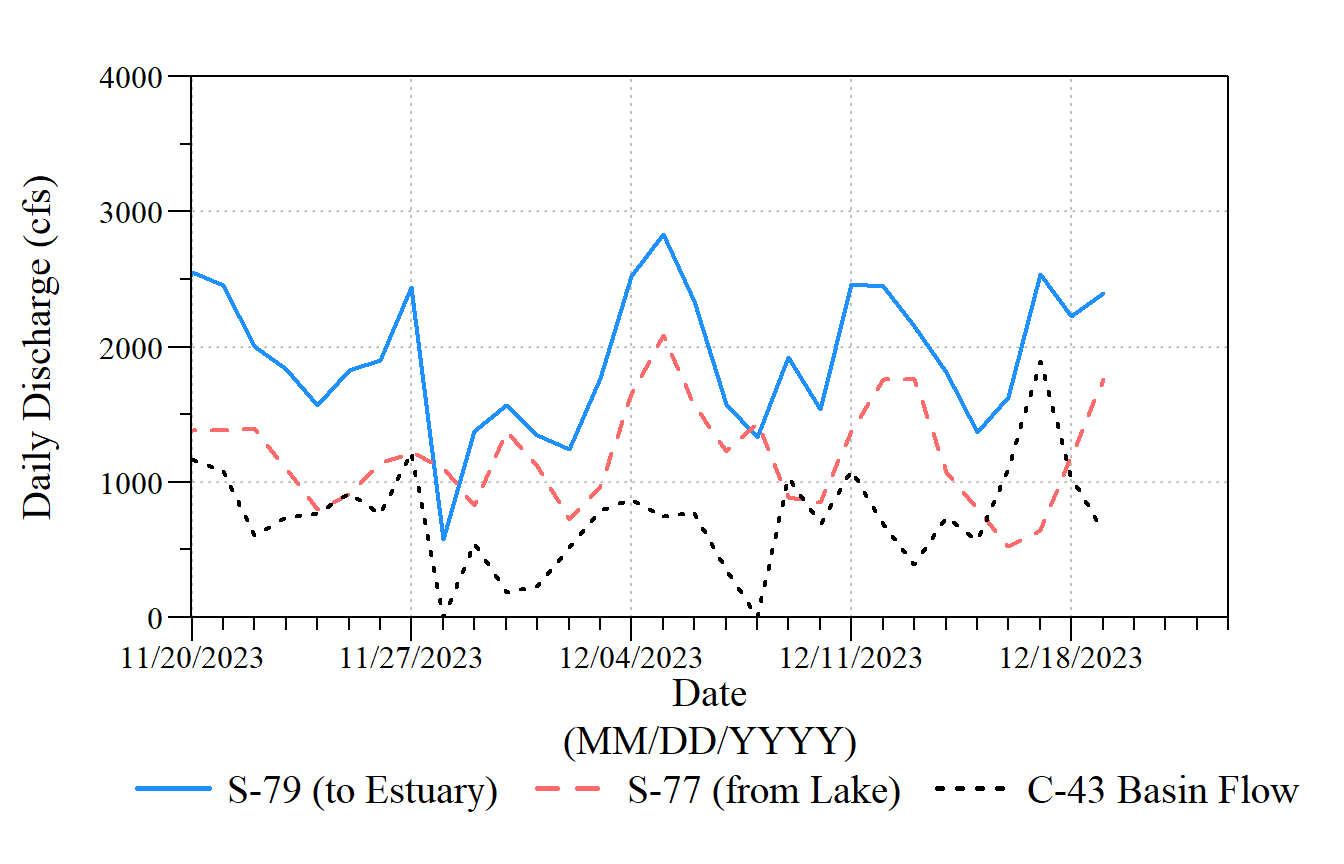 4000
3000
2000
1000
0
Daily Discharge (cfs)
11/20/2023 11/27/2023 12/04/2023 12/11/2023 12/18/2023
Date
(MM/DD/YYYY)
S-79 (to Estuary) S-77 (from Lake) C-43 Basin Flow